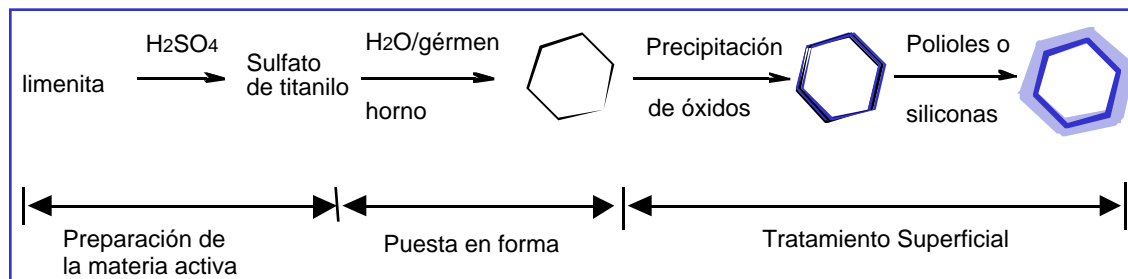 limenita
H2SO4
Sulfato
de titanilo
H2O/gérmen
horno
Precipitación
de óxidos
Polioles o
siliconas
Preparación de
la materia activa
Puesta en forma
Tratamiento Superficial